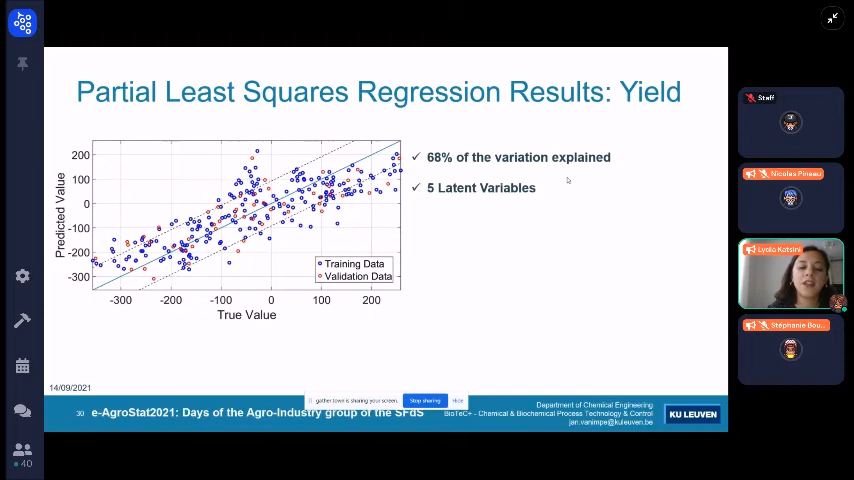 Partial Least Squares Regression Results: Yield
200
100
0
-100
-200
-300
Predicted Value
-300
-200
-100
0
100
200
True Value
Training Data
Validation Data
✓ 68% of the variation explained
✓ 5 Latent Variables
14/09/2021
30
e-AgroStat2021: Days of the Agro-Industry group of the SFdS
gather.town is sharing your screen.
Stop sharing
Hide
Department of Chemical Engineering
BioTeC+ - Chemical & Biochemical Process Technology & Control
jan.vanimpe@kuleuven.be
KU LEUVEN
Staff
Nicolas Pineau
Lydia Katsini
Stéphanie Bou...
40